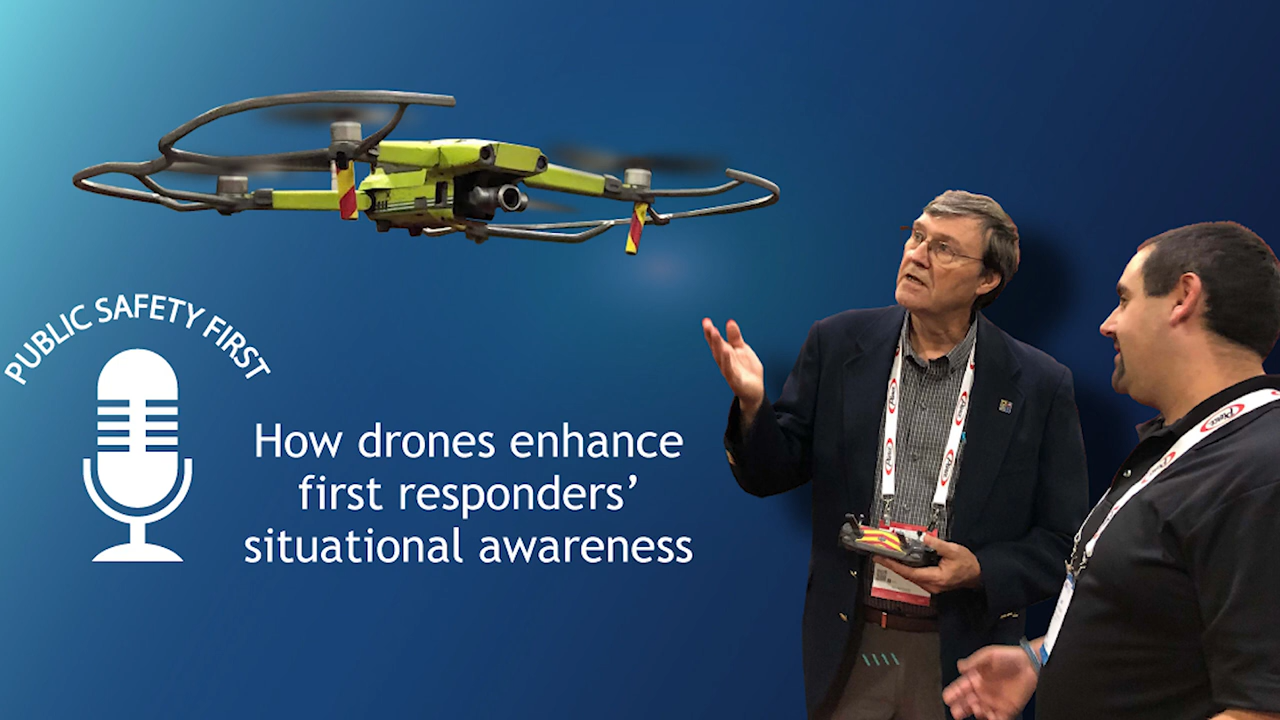 PUBLIC SAFETY FIRST
How drones enhance
first responders’
situational awareness